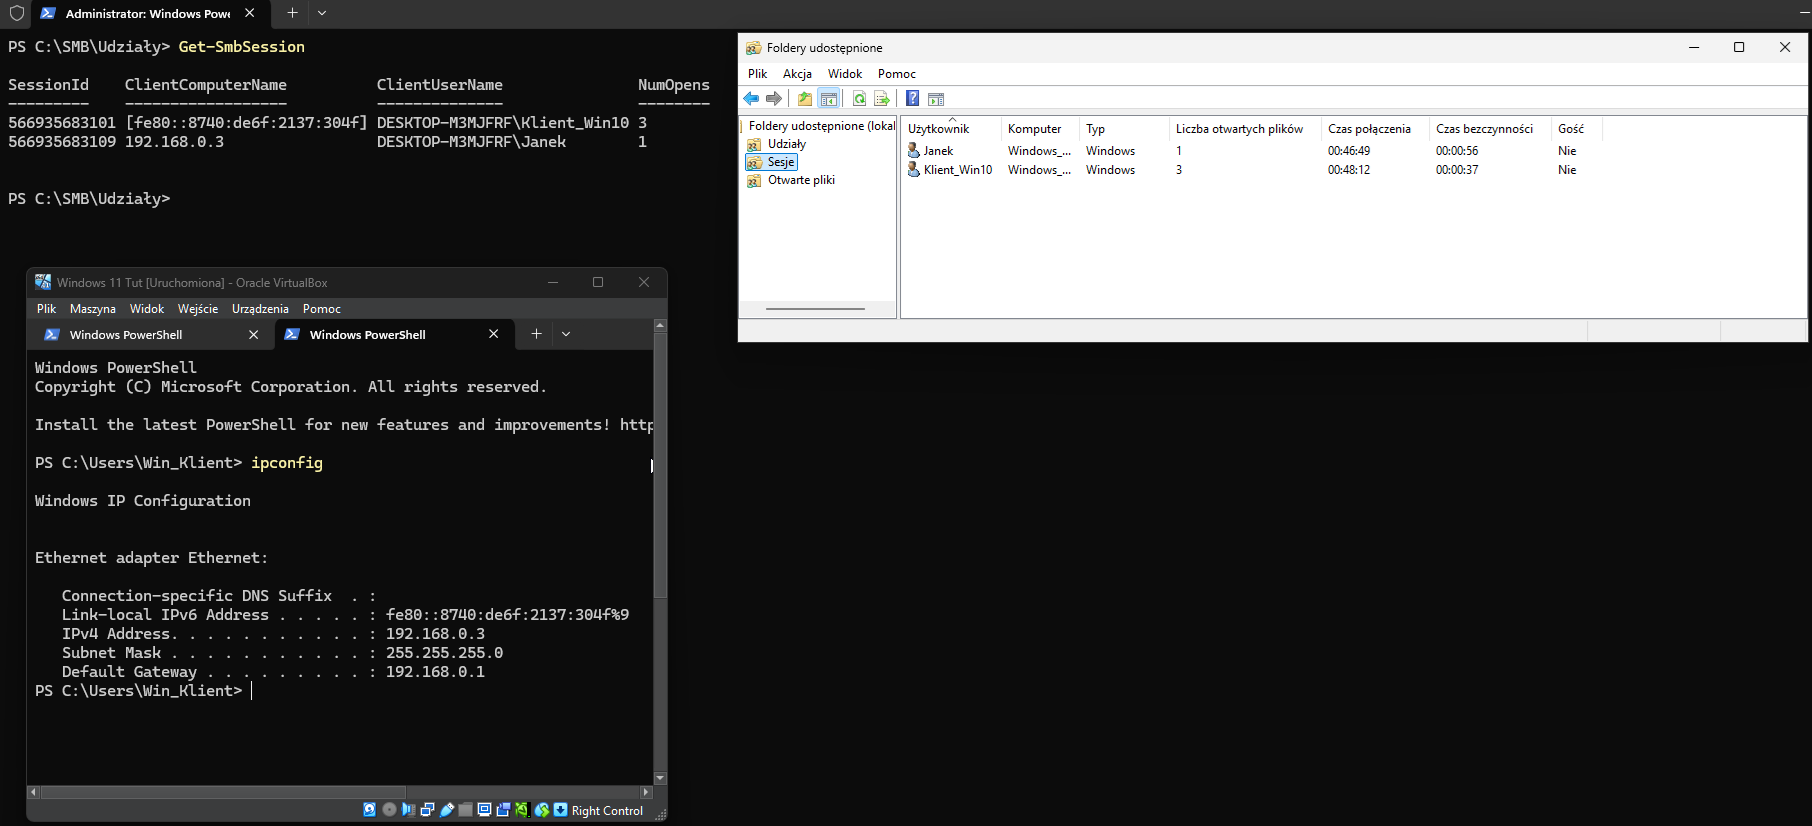 Administrator: Windows Powe
PS C:\SMB\Udziały> Get-SmbSession
SessionId ClientComputerName ClientUserName NumOpens
--------- ------------------ -------------- --------
566935683101 [fe80::8740:de6f:2137:304f] DESKTOP-M3MJFRF\Klient_Win10 3
566935683109 192.168.0.3 DESKTOP-M3MJFRF\Janek 1
PS C:\SMB\Udziały>
Foldery udostępnione
Plik Akcja Widok Pomoc
Foldery udostępnione (lokal
Udziały
Sesje
Otwarte pliki
Użytkownik Komputer Typ Liczba otwartych plików Czas połączenia Czas bezczynności Gość
Janek Windows_... Windows 1 00:46:49 00:00:56 Nie
Klient_Win10 Windows_... Windows 3 00:48:12 00:00:37 Nie
Windows 11 Tut [Uruchomiona] - Oracle VirtualBox
Plik Maszyna Widok Wejście Urządzenia Pomoc
Windows PowerShell Windows PowerShell
Windows PowerShell
Copyright (C) Microsoft Corporation. All rights reserved.
Install the latest PowerShell for new features and improvements! http
PS C:\Users\Win_Klient> ipconfig
Windows IP Configuration
Ethernet adapter Ethernet:
Connection-specific DNS Suffix . :
Link-local IPv6 Address . . . . . : fe80::8740:de6f:2137:304f%9
IPv4 Address. . . . . . . . . . . : 192.168.0.3
Subnet Mask . . . . . . . . . . . : 255.255.255.0
Default Gateway . . . . . . . . . : 192.168.0.1
PS C:\Users\Win_Klient>
Right Control